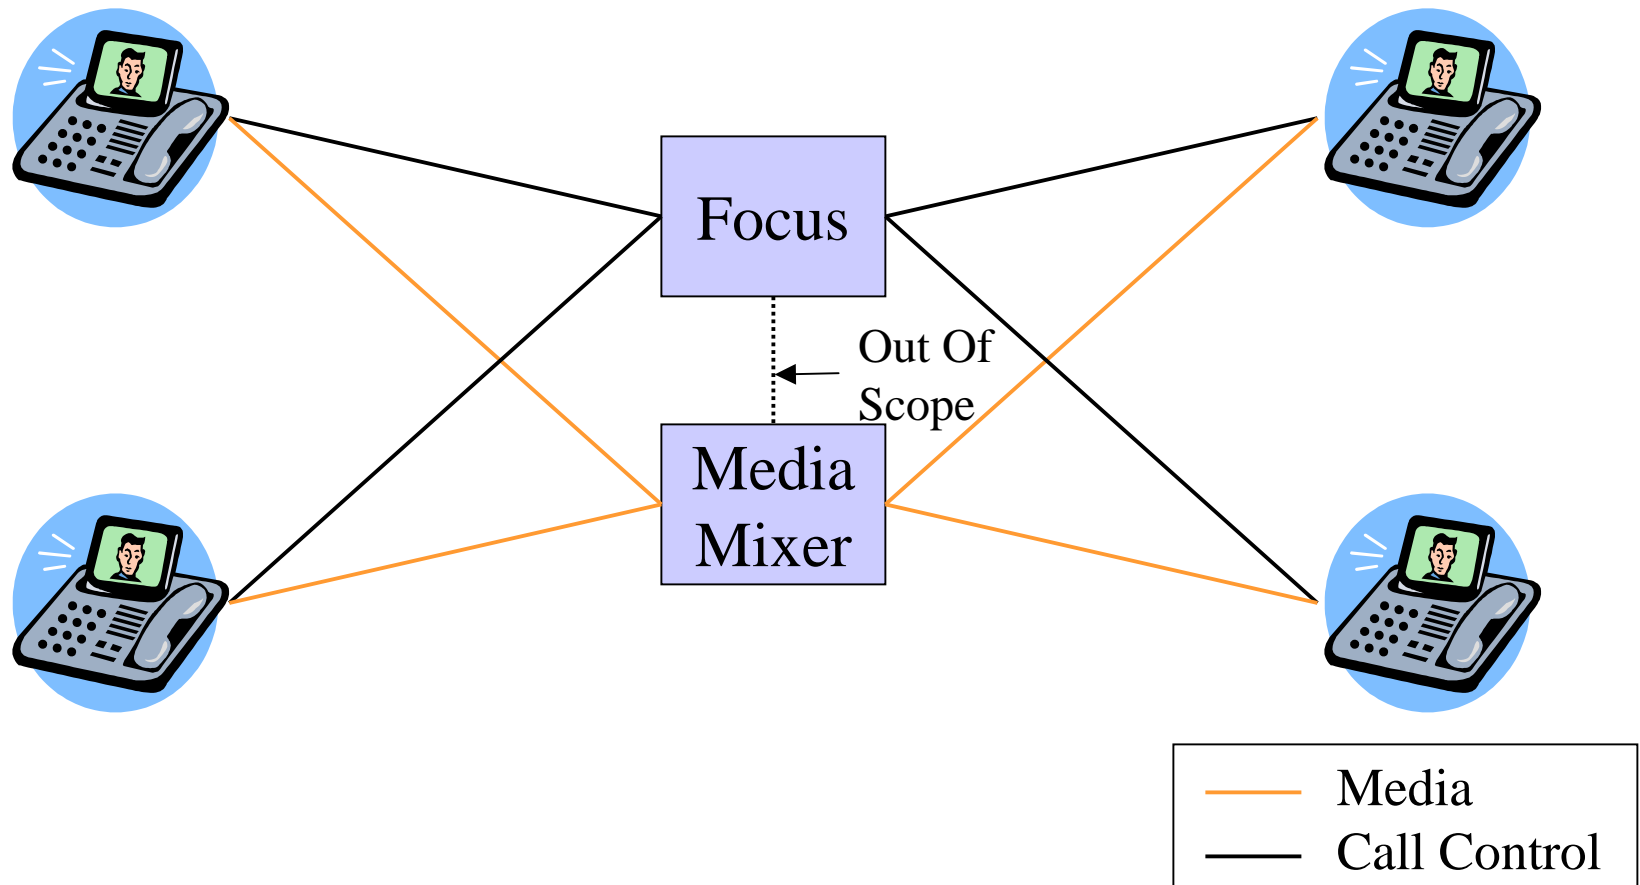 Focus
Out Of
Scope
Media
Mixer
Media
Call Control